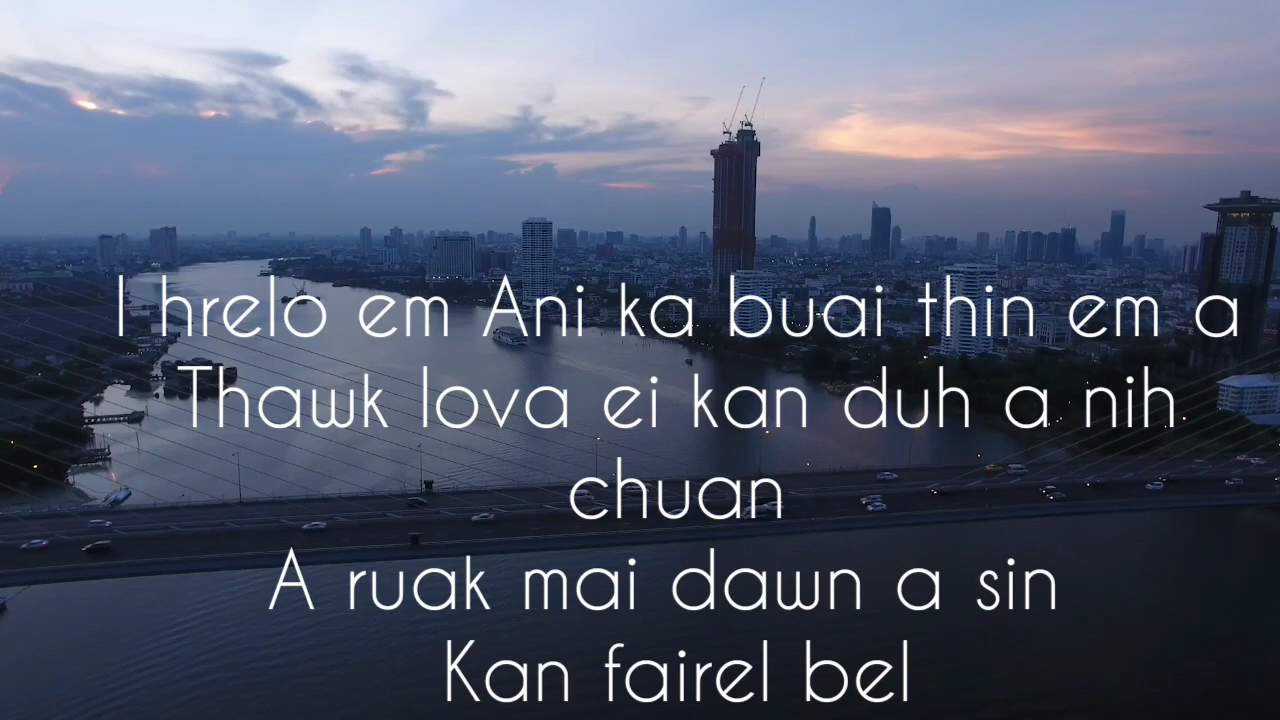 I hrelo em Ani ka buai thin em a
Thawk lova ei kan duh a nih
chuan
A ruak mai dawn a sin
Kan fairel bel